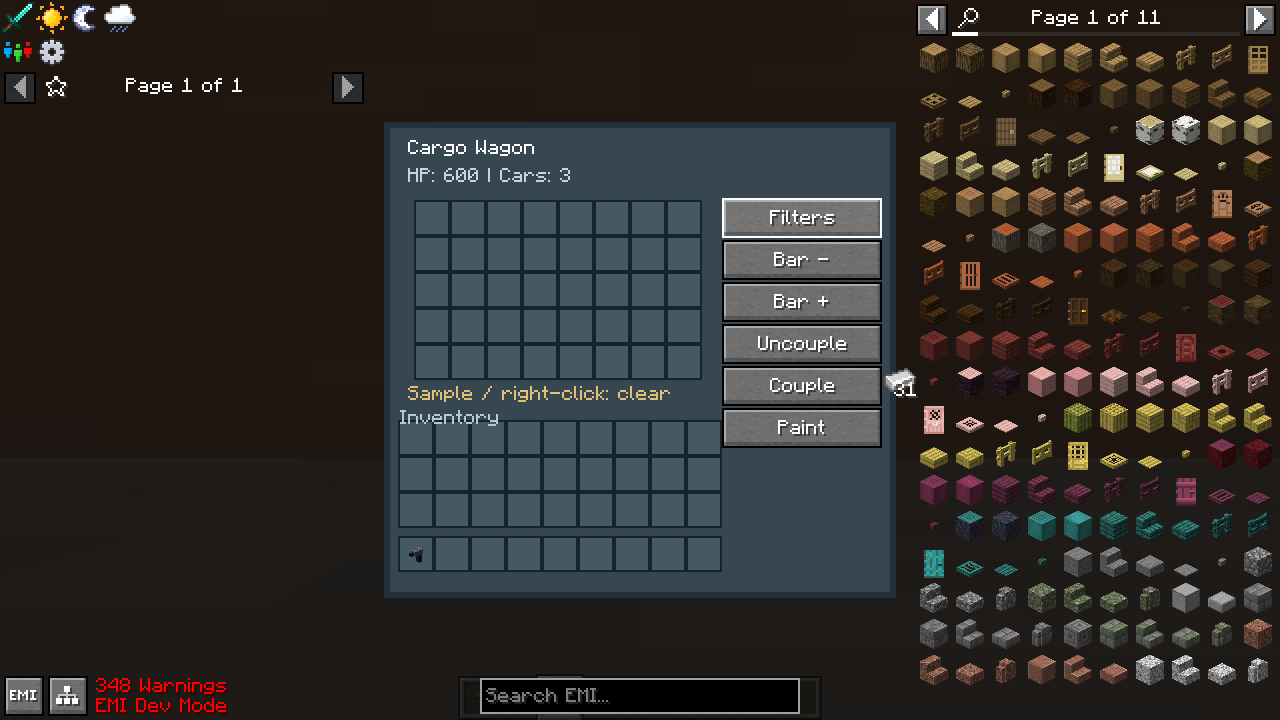 Page 1 of 11
Page 1 of 1
Cargo Wagon
HP: 600 | Cars: 3
Filters
Bar -
Bar +
Uncouple
Couple
31
Sample / right-click: clear
Inventory
Paint
EMI
348 Warnings
EMI Dev Mode
Search EMI...